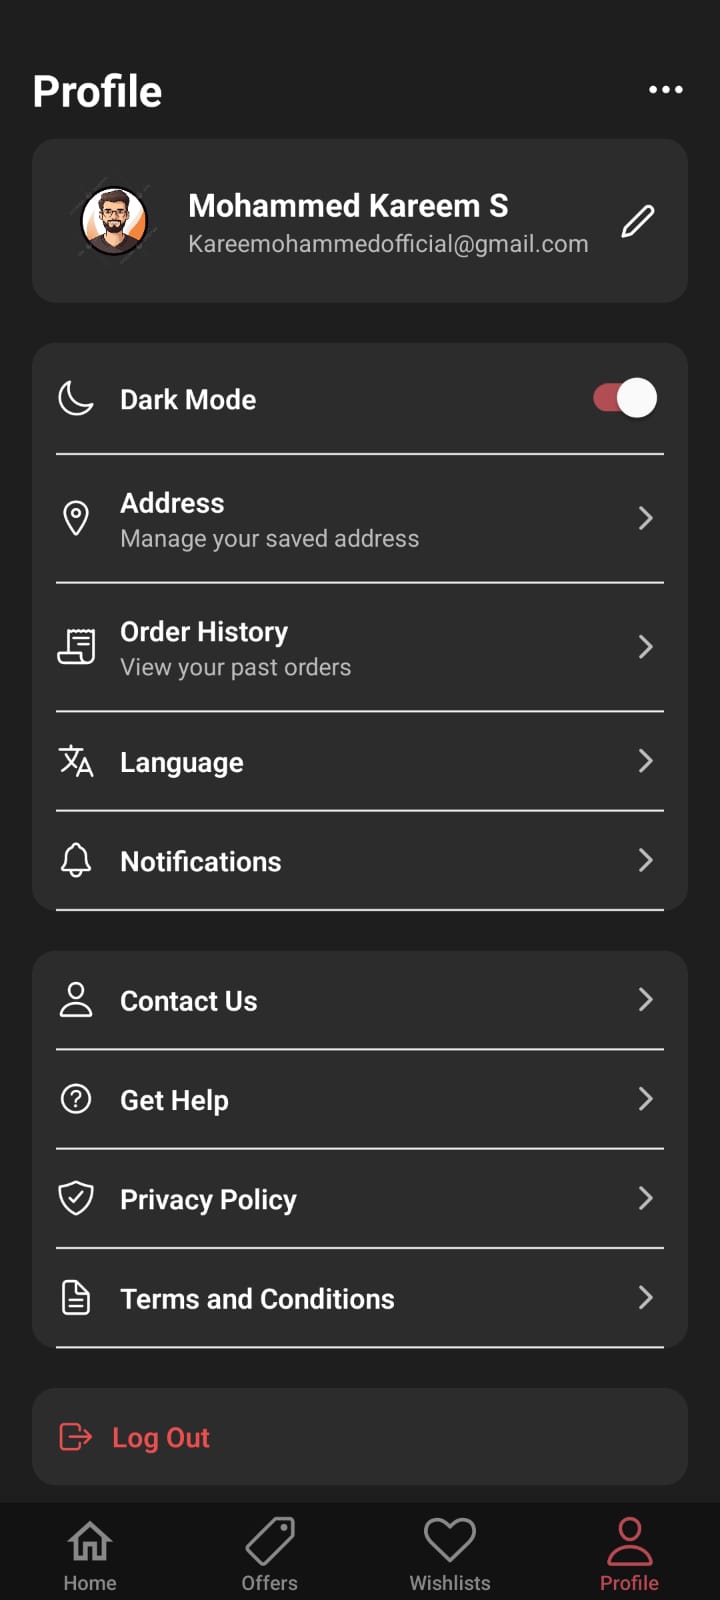 Profile
Mohammed Kareem S
Kareemohammedofficial@gmail.com
Dark Mode
Address
Manage your saved address
Order History
View your past orders
Language
Notifications
Contact Us
Get Help
Privacy Policy
Terms and Conditions
Log Out
Home
Offers
Wishlists
Profile